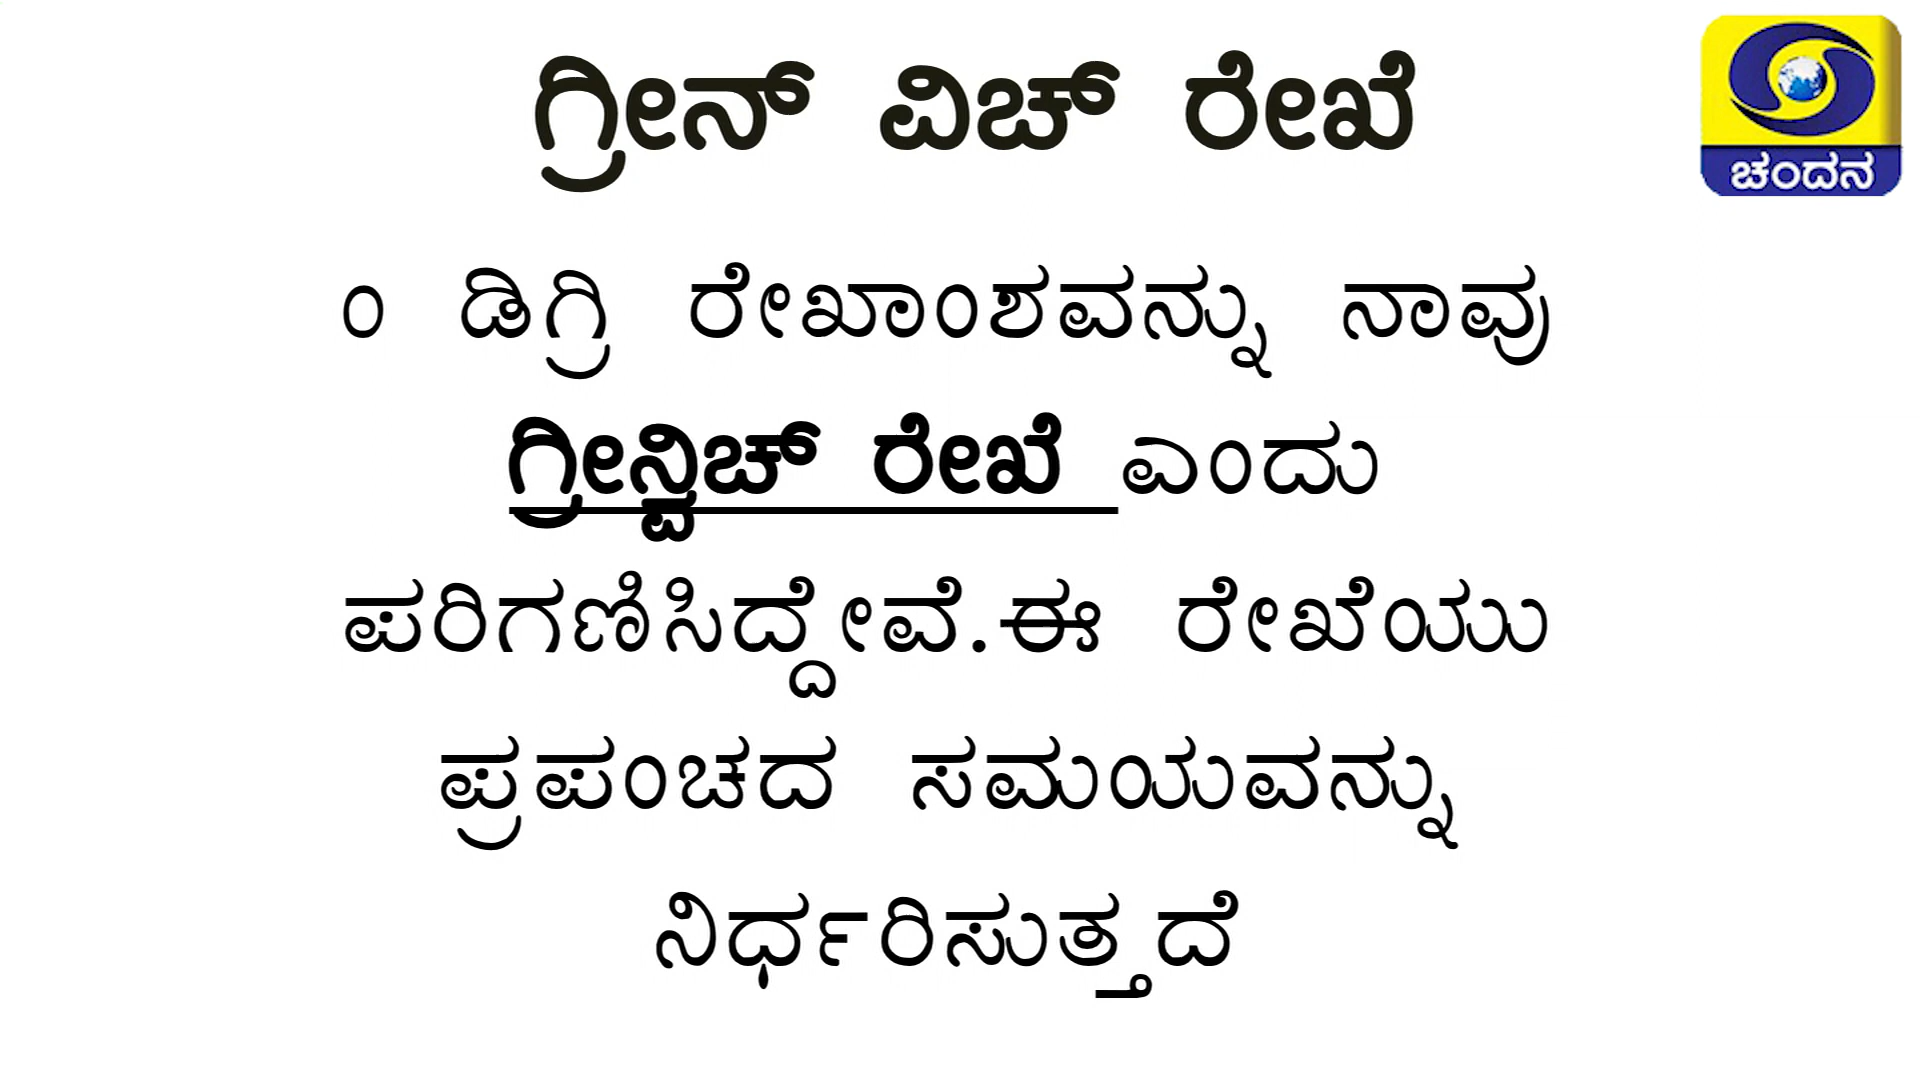 ಗ್ರೀನ್ ವಿಚ್ ರೇಖೆ
ಚಂದನ
೦ ಡಿಗ್ರಿ ರೇಖಾಂಶವನ್ನು ನಾವು
ಗ್ರೀನ್ವಿಚ್ ರೇಖೆ ಎಂದು
ಪರಿಗಣಿಸಿದ್ದೇವೆ.ಈ ರೇಖೆಯು
ಪ್ರಪಂಚದ ಸಮಯವನ್ನು
ನಿರ್ಧರಿಸುತ್ತದೆ